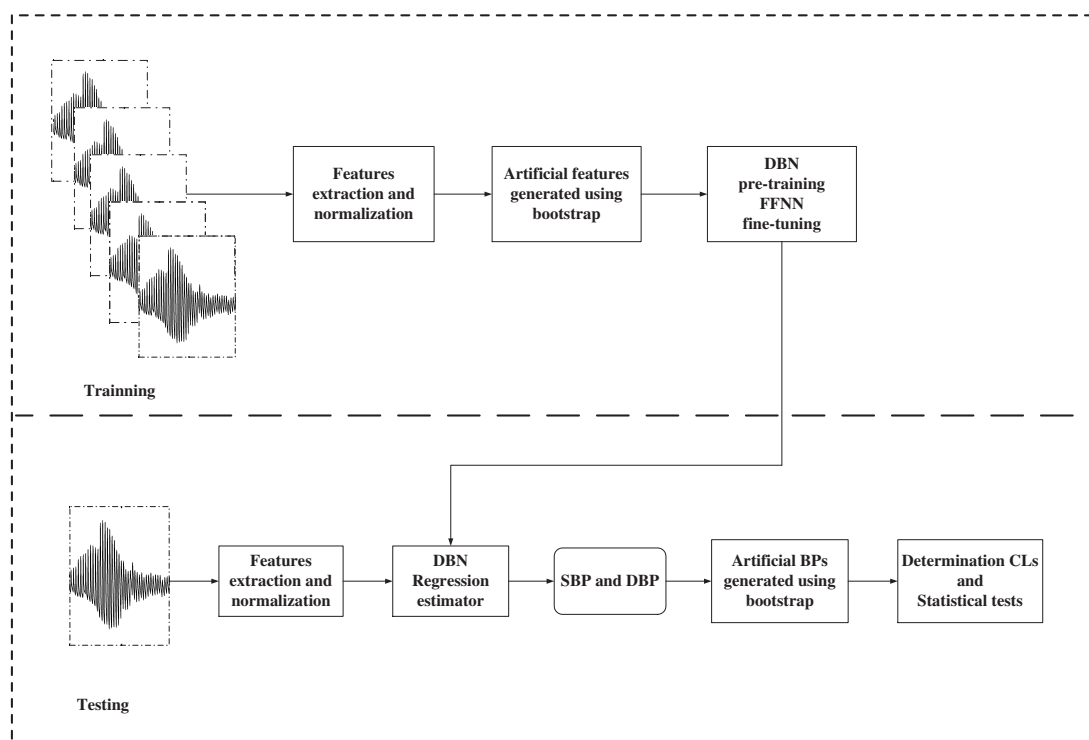 Features
extraction and
normalization
Artificial features
generated using
bootstrap
DBN
pre-training
FFNN
fine-tuning
Trainning
Features
extraction and
normalization
DBN
Regression
estimator
SBP and DBP
Artificial BPs
generated using
bootstrap
Determination CLs
and
Statistical tests
Testing